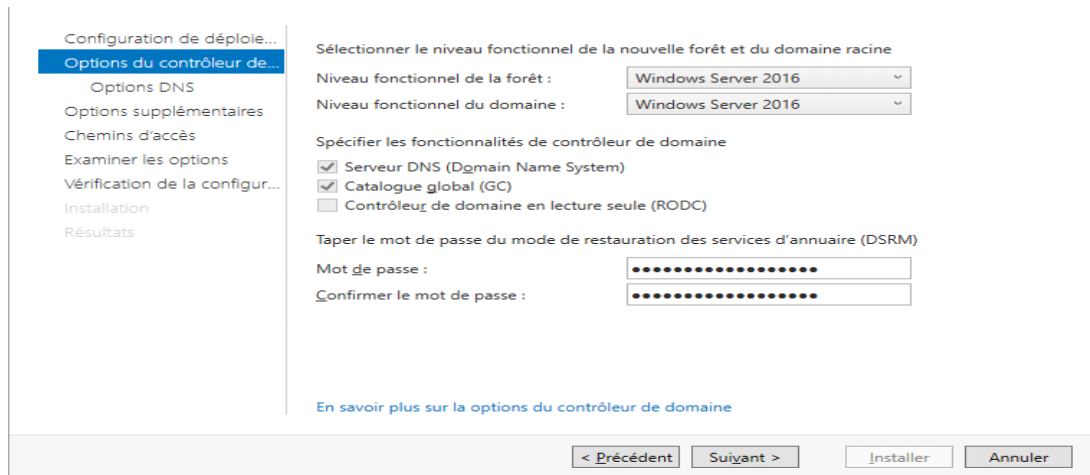 Configuration de déploie...
Options du contrôleur de...
Options DNS
Options supplémentaires
Chemins d'accès
Examiner les options
Vérification de la configur...
Installation
Résultats
Sélectionner le niveau fonctionnel de la nouvelle forêt et du domaine racine
Niveau fonctionnel de la forêt : Windows Server 2016
Niveau fonctionnel du domaine : Windows Server 2016
Spécifier les fonctionnalités de contrôleur de domaine
Serveur DNS (Domain Name System)
Catalogue global (GC)
Contrôleur de domaine en lecture seule (RODC)
Taper le mot de passe du mode de restauration des services d'annuaire (DSRM)
Mot de passe : ••••••••••••••••••
Confirmer le mot de passe : ••••••••••••••••••
En savoir plus sur la options du contrôleur de domaine
< Précédent Suivant > Installer Annuler